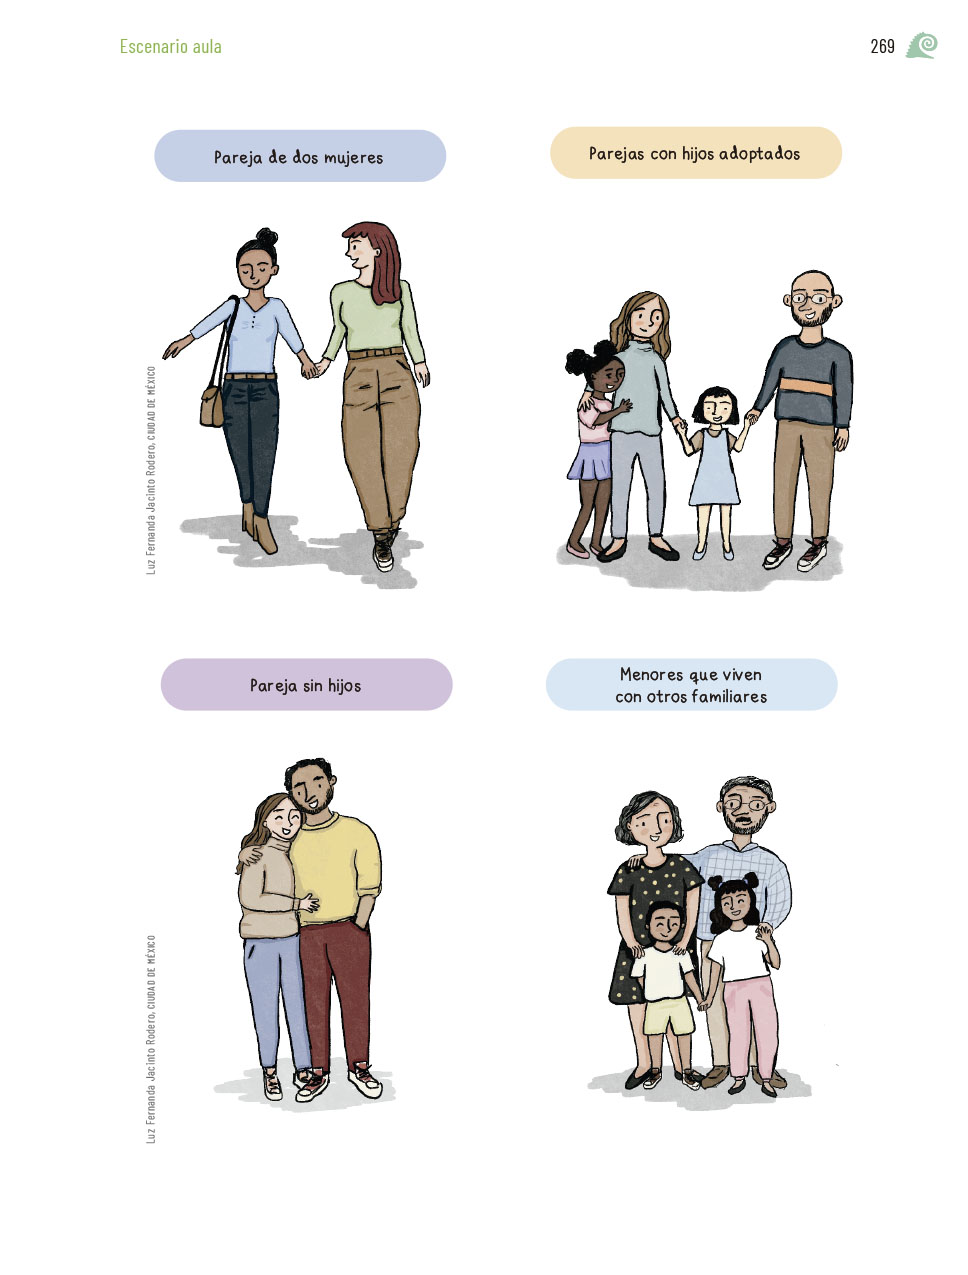 Escenario aula
269
Pareja de dos mujeres
Parejas con hijos adoptados
Luz Fernanda Jacinto Rodero, CIUDAD DE MÉXICO
Pareja sin hijos
Menores que viven
con otros familiares
Luz Fernanda Jacinto Rodero, CIUDAD DE MÉXICO